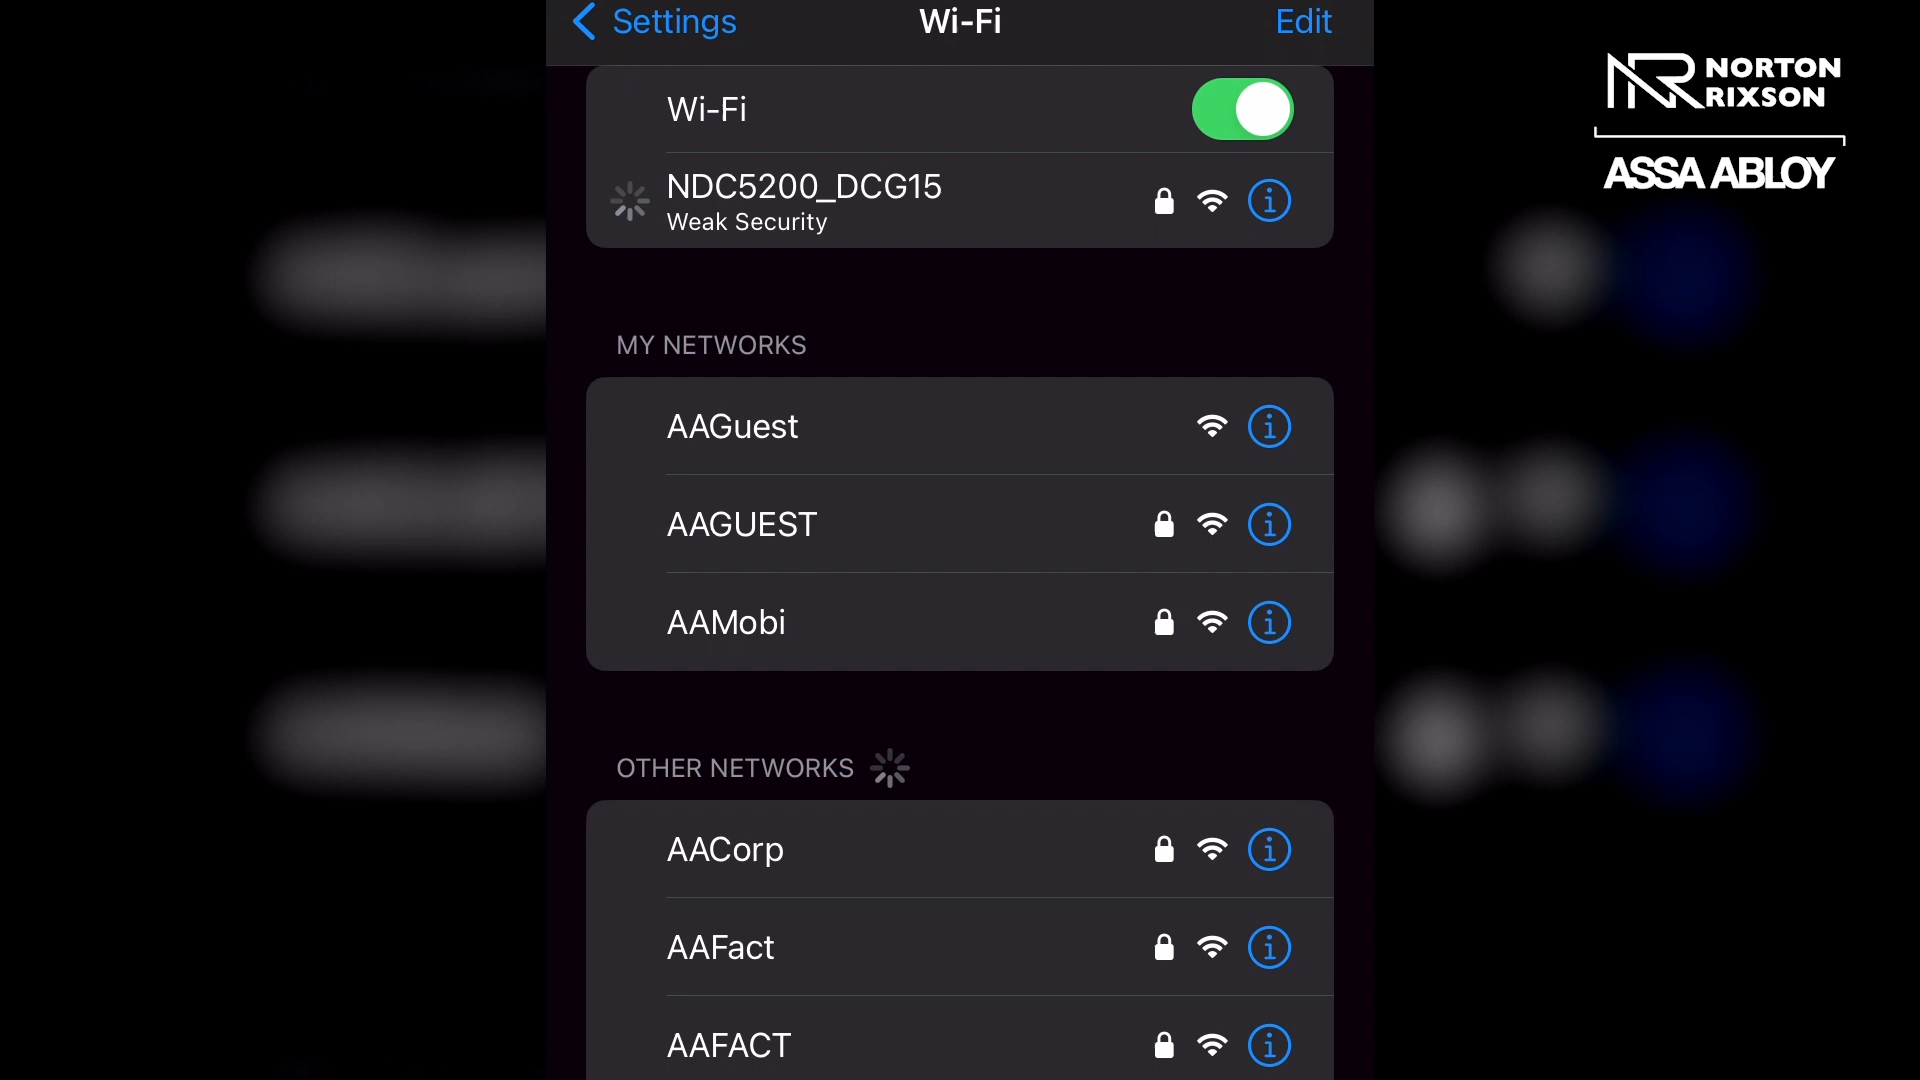 Settings
Wi-Fi
Edit
Wi-Fi
NDC5200_DCG15
Weak Security
MY NETWORKS
AAGuest
AAGUEST
AAMobi
OTHER NETWORKS
AACorp
AAFact
AAFACT
NORTON
RIXSON
ASSA ABLOY